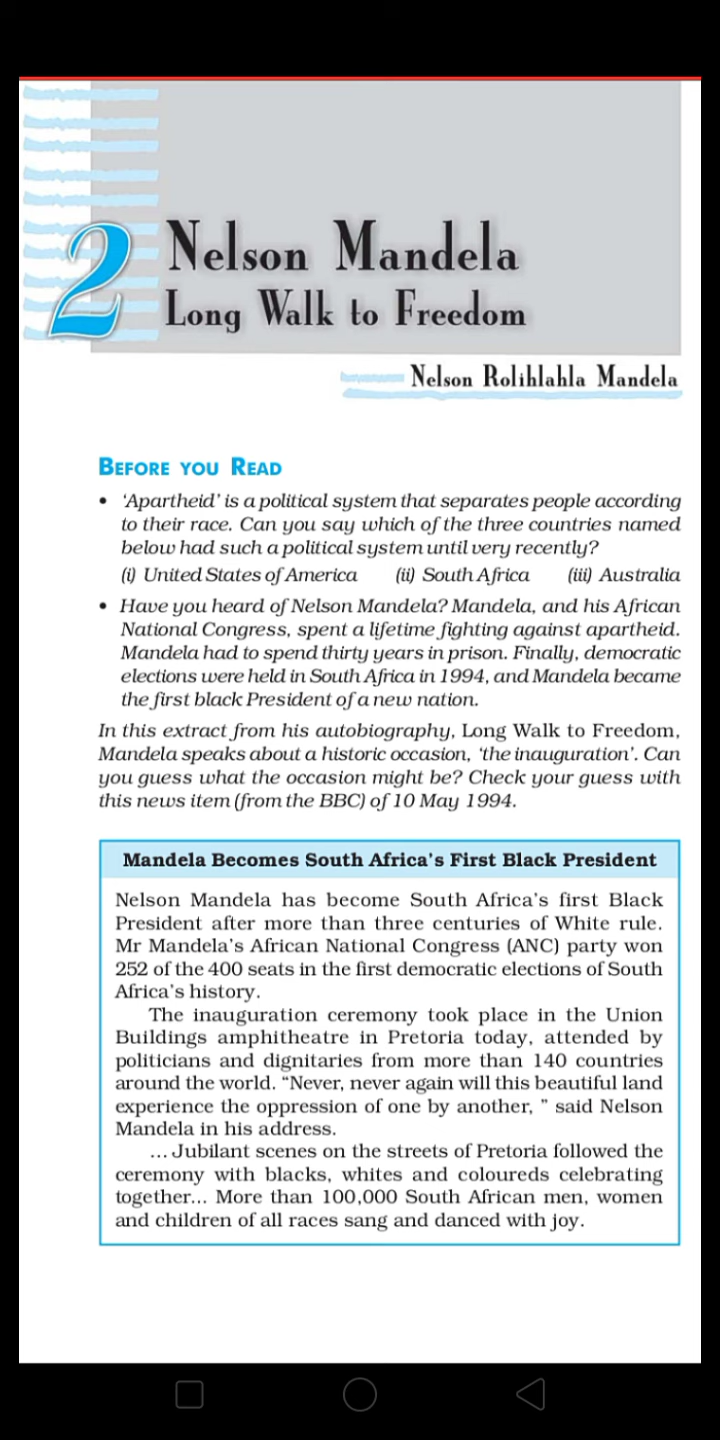 2
Nelson Mandela
Long Walk to Freedom
Nelson Rolihlahla Mandela
BEFORE YOU READ
• ‘Apartheid’ is a political system that separates people according
to their race. Can you say which of the three countries named
below had such a political system until very recently?
(i) United States of America (ii) South Africa (iii) Australia
• Have you heard of Nelson Mandela? Mandela, and his African
National Congress, spent a lifetime fighting against apartheid.
Mandela had to spend thirty years in prison. Finally, democratic
elections were held in South Africa in 1994, and Mandela became
the first black President of a new nation.
In this extract from his autobiography, Long Walk to Freedom,
Mandela speaks about a historic occasion, ‘the inauguration’. Can
you guess what the occasion might be? Check your guess with
this news item (from the BBC) of 10 May 1994.
Mandela Becomes South Africa’s First Black President
Nelson Mandela has become South Africa’s first Black
President after more than three centuries of White rule.
Mr Mandela’s African National Congress (ANC) party won
252 of the 400 seats in the first democratic elections of South
Africa’s history.
The inauguration ceremony took place in the Union
Buildings amphitheatre in Pretoria today, attended by
politicians and dignitaries from more than 140 countries
around the world. “Never, never again will this beautiful land
experience the oppression of one by another, ” said Nelson
Mandela in his address.
... Jubilant scenes on the streets of Pretoria followed the
ceremony with blacks, whites and coloureds celebrating
together... More than 100,000 South African men, women
and children of all races sang and danced with joy.